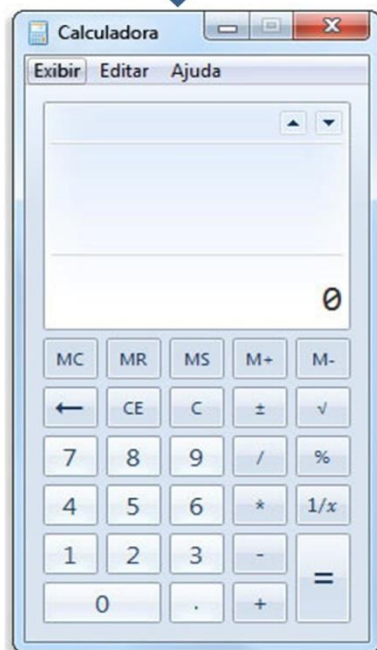 Calculadora
Exibir Editar Ajuda
0
MC MR MS M+ M-
← CE C ± √
7 8 9 / %
4 5 6 * 1/x
1 2 3 - =
0 . +